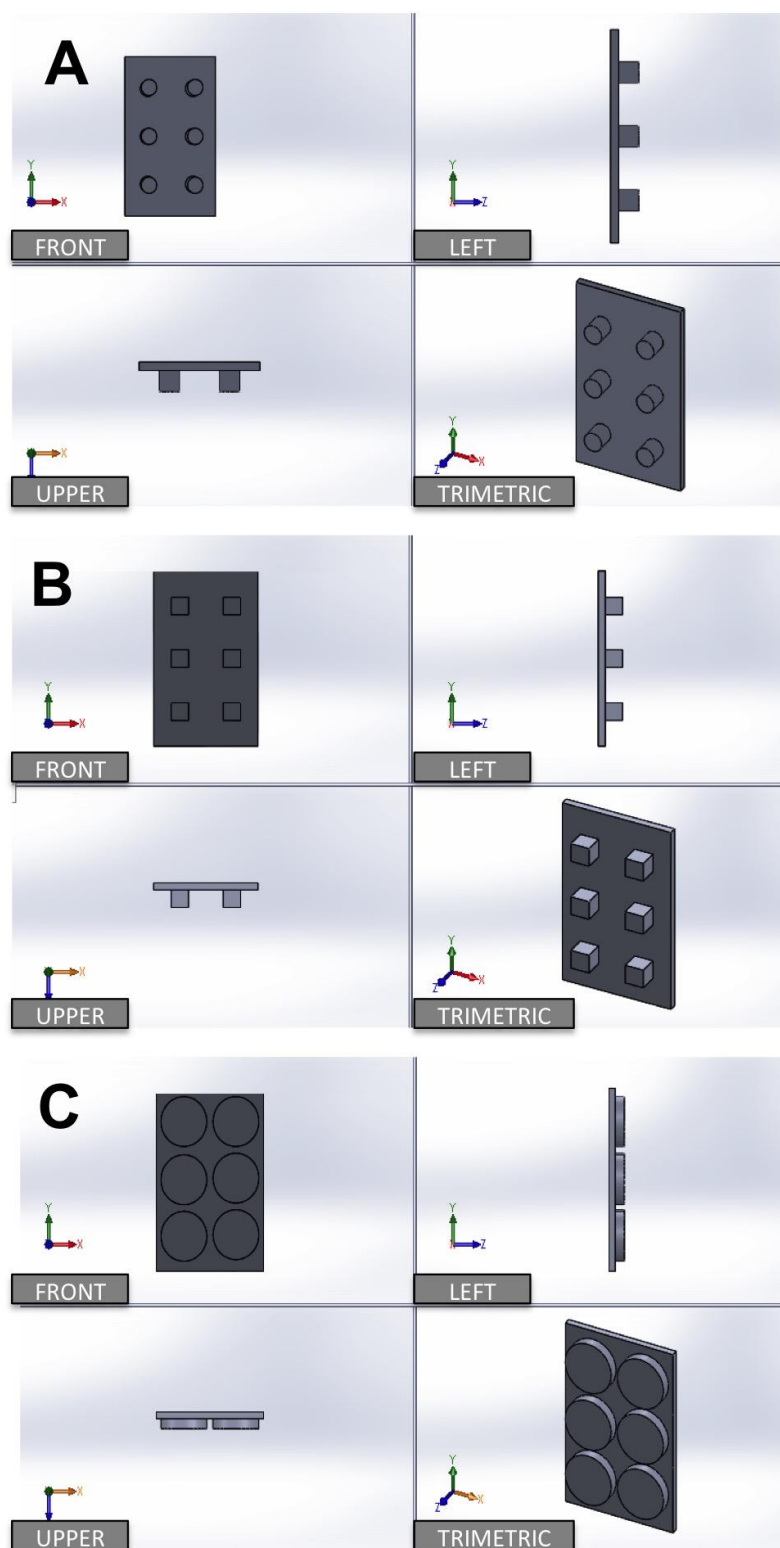 A
Y
X
FRONT
Y
X
Z
LEFT
X
UPPER
Y
Z
X
TRIMETRIC
B
Y
X
FRONT
Y
X
Z
LEFT
X
UPPER
Y
Z
X
TRIMETRIC
C
Y
X
FRONT
Y
X
Z
LEFT
X
UPPER
Y
Z
X
TRIMETRIC